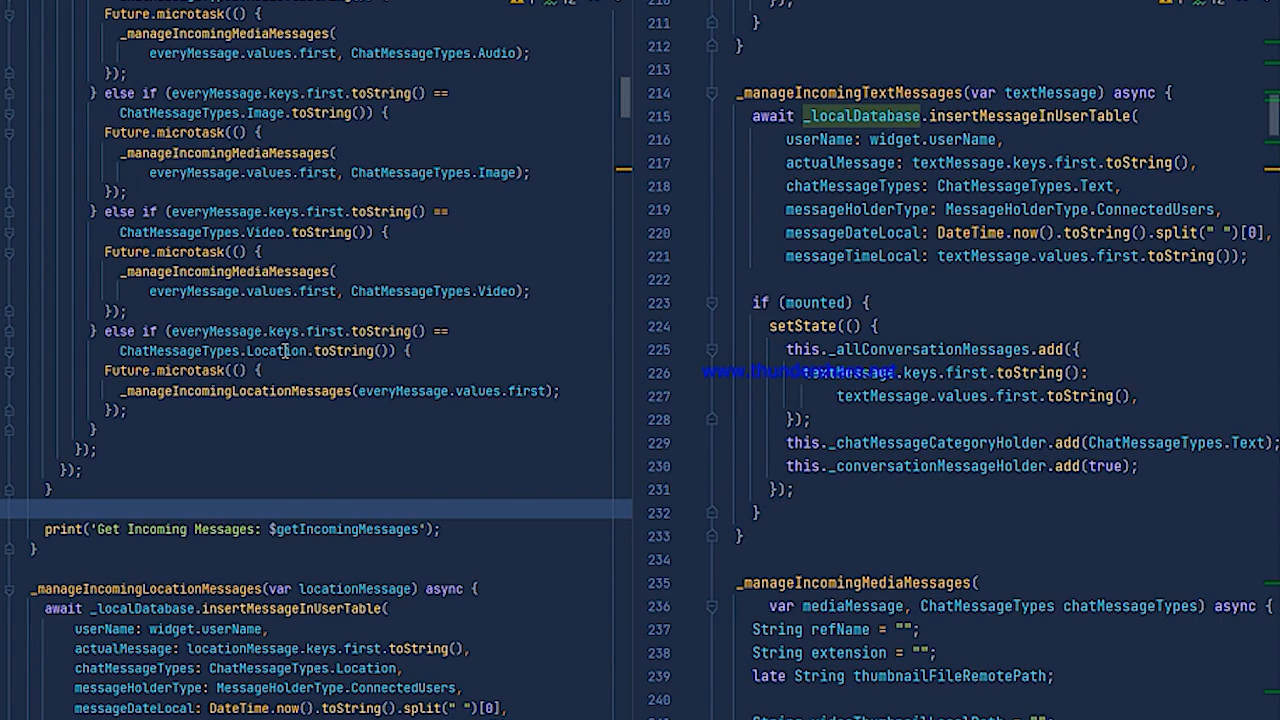 Future.microtask(() {
_manageIncomingMediaMessages(
everyMessage.values.first, ChatMessageTypes.Audio);
});
} else if (everyMessage.keys.first.toString() ==
ChatMessageTypes.Image.toString()) {
Future.microtask(() {
_manageIncomingMediaMessages(
everyMessage.values.first, ChatMessageTypes.Image);
});
} else if (everyMessage.keys.first.toString() ==
ChatMessageTypes.Video.toString()) {
Future.microtask(() {
_manageIncomingMediaMessages(
everyMessage.values.first, ChatMessageTypes.Video);
});
} else if (everyMessage.keys.first.toString() ==
ChatMessageTypes.Location.toString()) {
Future.microtask(() {
_manageIncomingLocationMessages(everyMessage.values.first);
});
}
});
});
}
print('Get Incoming Messages: $getIncomingMessages");
}
_manageIncomingLocationMessages(var locationMessage) async {
await _localDatabase.insertMessageInUserTable(
userName: widget.userName,
actualMessage: locationMessage.keys.first.toString(),
chatMessageTypes: ChatMessageTypes.Location,
messageHolderType: MessageHolderType.ConnectedUsers,
messageDateLocal: DateTime.now().toString().split(" ")[0],
211 }
212 }
213
214 _manageIncomingTextMessages(var textMessage) async {
215 await _localDatabase.insertMessageInUserTable(
216 userName: widget.userName,
217 actualMessage: textMessage.keys.first.toString(),
218 chatMessageTypes: ChatMessageTypes.Text,
219 messageHolderType: MessageHolderType.ConnectedUsers,
220 messageDateLocal: DateTime.now().toString().split(" ")[0],
221 messageTimeLocal: textMessage.values.first.toString());
222
223 if (mounted) {
224 setState(() {
225 this._allConversationMessages.add({
226 .keys.first.toString():
227 textMessage.values.first.toString(),
228 });
229 this._chatMessageCategoryHolder.add(ChatMessageTypes.Text);
230 this._conversationMessageHolder.add(true);
231 });
232 }
233 }
234
235 _manageIncomingMediaMessages(
236 var mediaMessage, ChatMessageTypes chatMessageTypes) async {
237 String refName = "";
238 String extension = "";
239 late String thumbnailFileRemotePath;
240